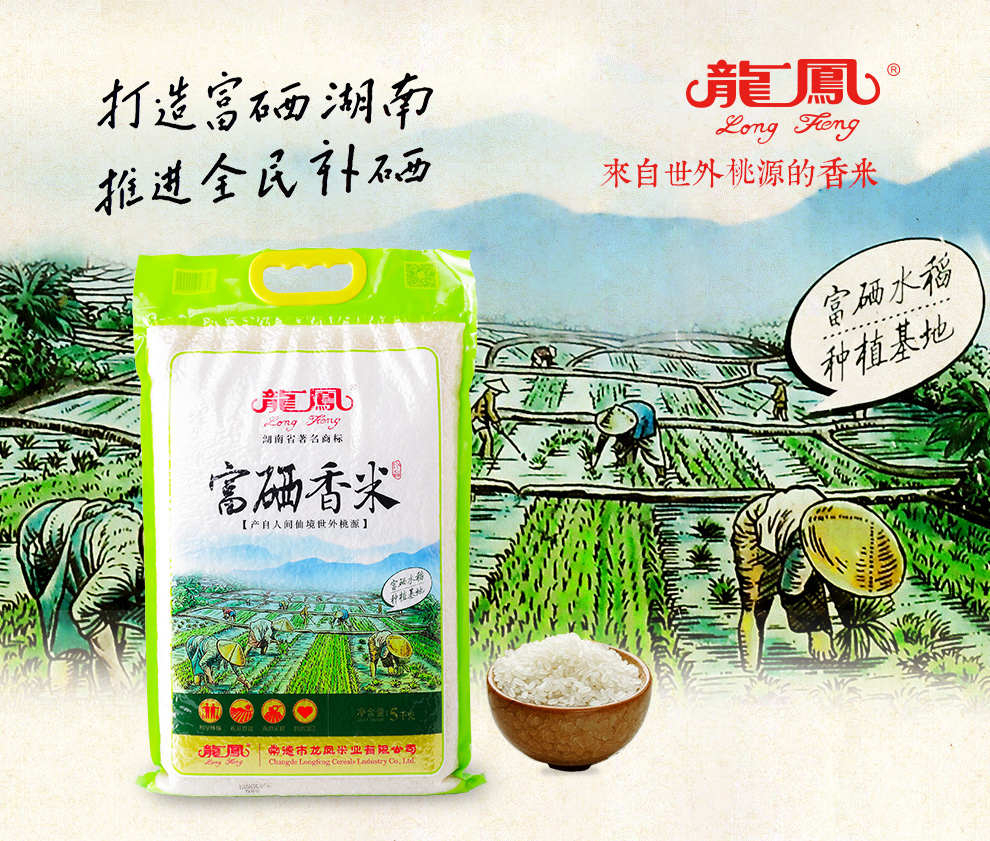 打造富硒湖南
推进全民补硒
龍鳳®
Long Feng
來自世外桃源的香米
富硒水稻
种植基地
龍鳳
Long Feng
湖南省著名商标
富硒香米
【产自人间仙境世外桃源】
富硒水稻
种植基地
净含量:5千克
龍鳳
Long Feng
常德市龙凤米业有限公司
Changde Longfeng Cereals Lndustry Co., Ltd.